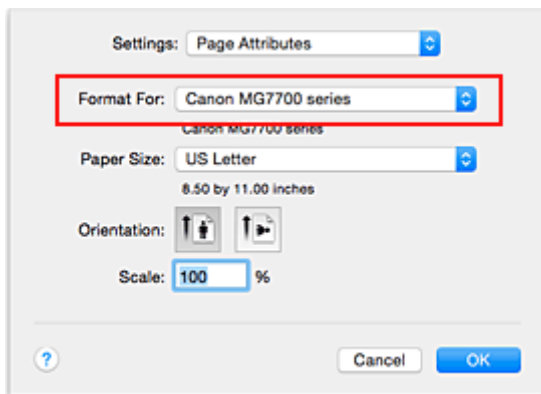 Settings: Page Attributes
Format For: Canon MG7700 series
Canon MG7700 series
Paper Size: US Letter
8.50 by 11.00 inches
Orientation:
Scale: 100 %
? Cancel OK